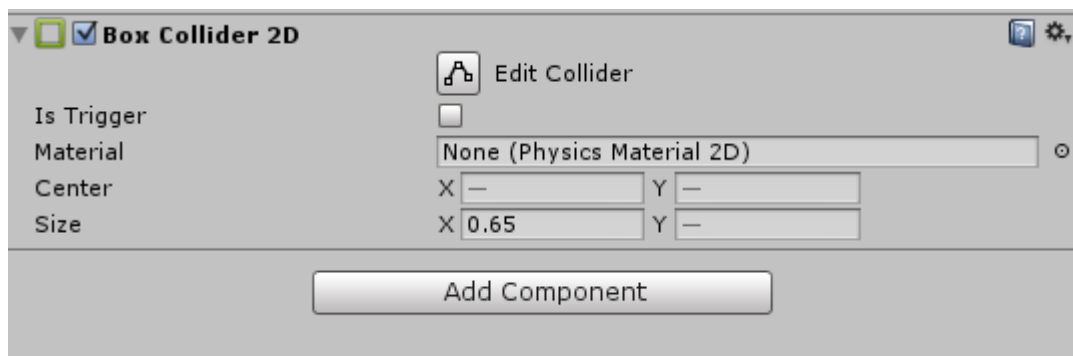 Box Collider 2D
Edit Collider
Is Trigger
Material None (Physics Material 2D)
Center X — Y —
Size X 0.65 Y —
Add Component